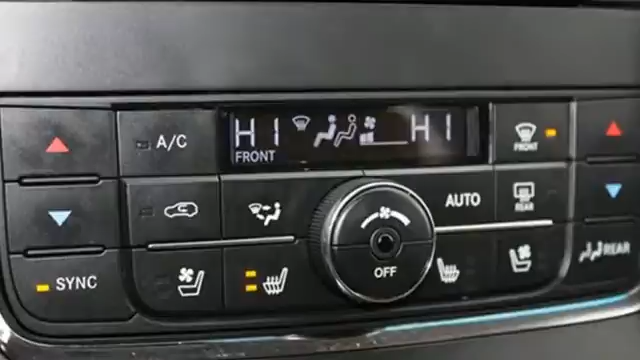 A/C
HI
FRONT
HI
FRONT
AUTO
REAR
SYNC
OFF
REAR